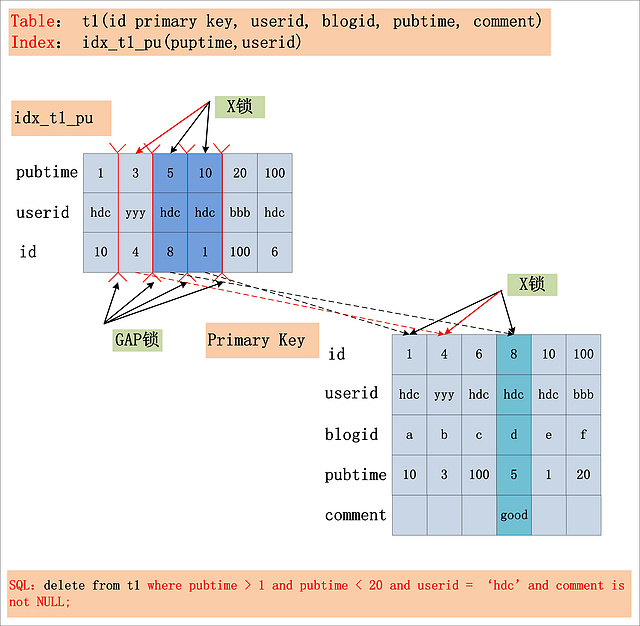 Table: t1(id primary key, userid, blogid, pubtime, comment)
Index: idx_t1_pu(puptime,userid)
X锁
idx_t1_pu
pubtime 1 3 5 10 20 100
userid hdc yyy hdc hdc bbb hdc
id 10 4 8 1 100 6
X锁
GAP锁
Primary Key
id 1 4 6 8 10 100
userid hdc yyy hdc hdc hdc bbb
blogid a b c d e f
pubtime 10 3 100 5 1 20
comment good
SQL: delete from t1 where pubtime > 1 and pubtime < 20 and userid = ‘hdc’ and comment is
not NULL;